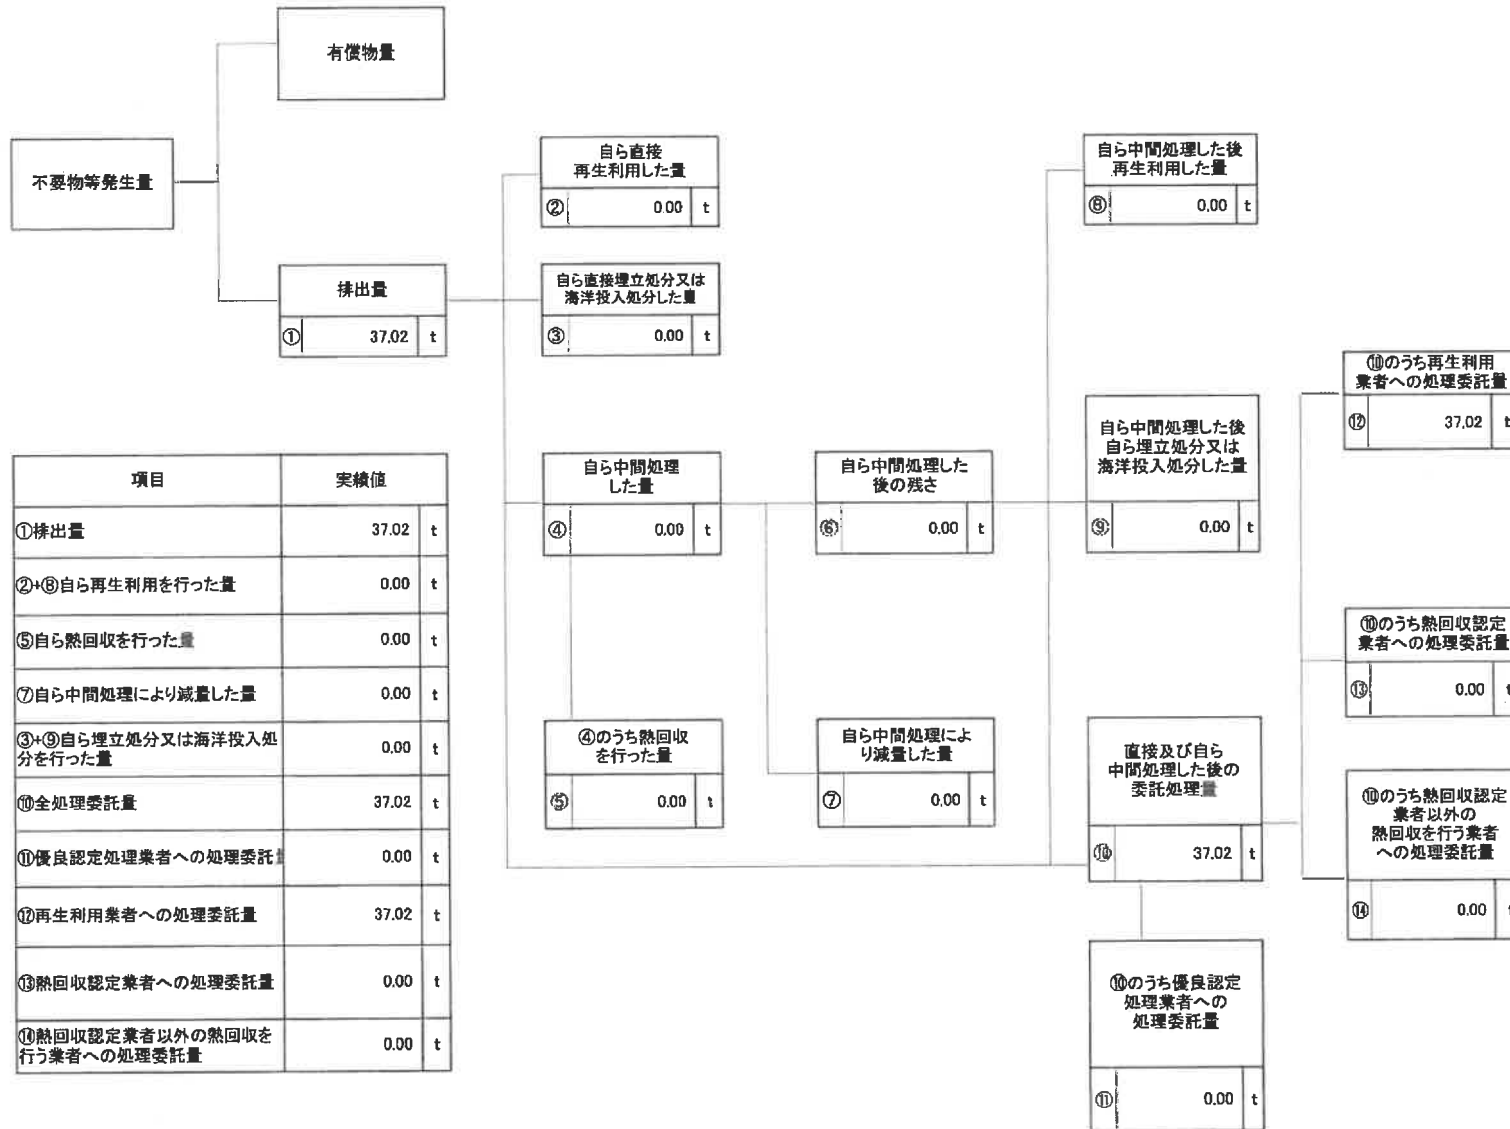 有償物量
不要物等発生量
排出量
① 37.02 t
自ら直接
再生利用した量
② 0.00 t
自ら直接埋立処分又は
海洋投入処分した量
③ 0.00 t
自ら中間処理
した量
④ 0.00 t
④のうち熱回収
を行った量
⑤ 0.00 t
自ら中間処理した
後の残さ
⑥ 0.00 t
自ら中間処理によ
り減量した量
⑦ 0.00 t
自ら中間処理した後
再生利用した量
⑧ 0.00 t
自ら中間処理した後
自ら埋立処分又は
海洋投入処分した量
⑨ 0.00 t
直接及び自ら
中間処理した後の
委託処理量
⑩ 37.02 t
⑩のうち優良認定
処理業者への
処理委託量
⑪ 0.00 t
⑩のうち再生利用
業者への処理委託量
⑫ 37.02 t
⑩のうち熱回収認定
業者への処理委託量
⑬ 0.00 t
⑩のうち熱回収認定
業者以外の
熱回収を行う業者
への処理委託量
⑭ 0.00
項目 実績値
①排出量 37.02 t
②+⑧自ら再生利用を行った量 0.00 t
⑤自ら熱回収を行った量 0.00 t
⑦自ら中間処理により減量した量 0.00 t
③+⑨自ら埋立処分又は海洋投入処
分を行った量 0.00 t
⑩全処理委託量 37.02 t
⑪優良認定処理業者への処理委託 0.00 t
⑫再生利用業者への処理委託量 37.02 t
⑬熱回収認定業者への処理委託量 0.00 t
⑭熱回収認定業者以外の熱回収を
行う業者への処理委託量 0.00 t